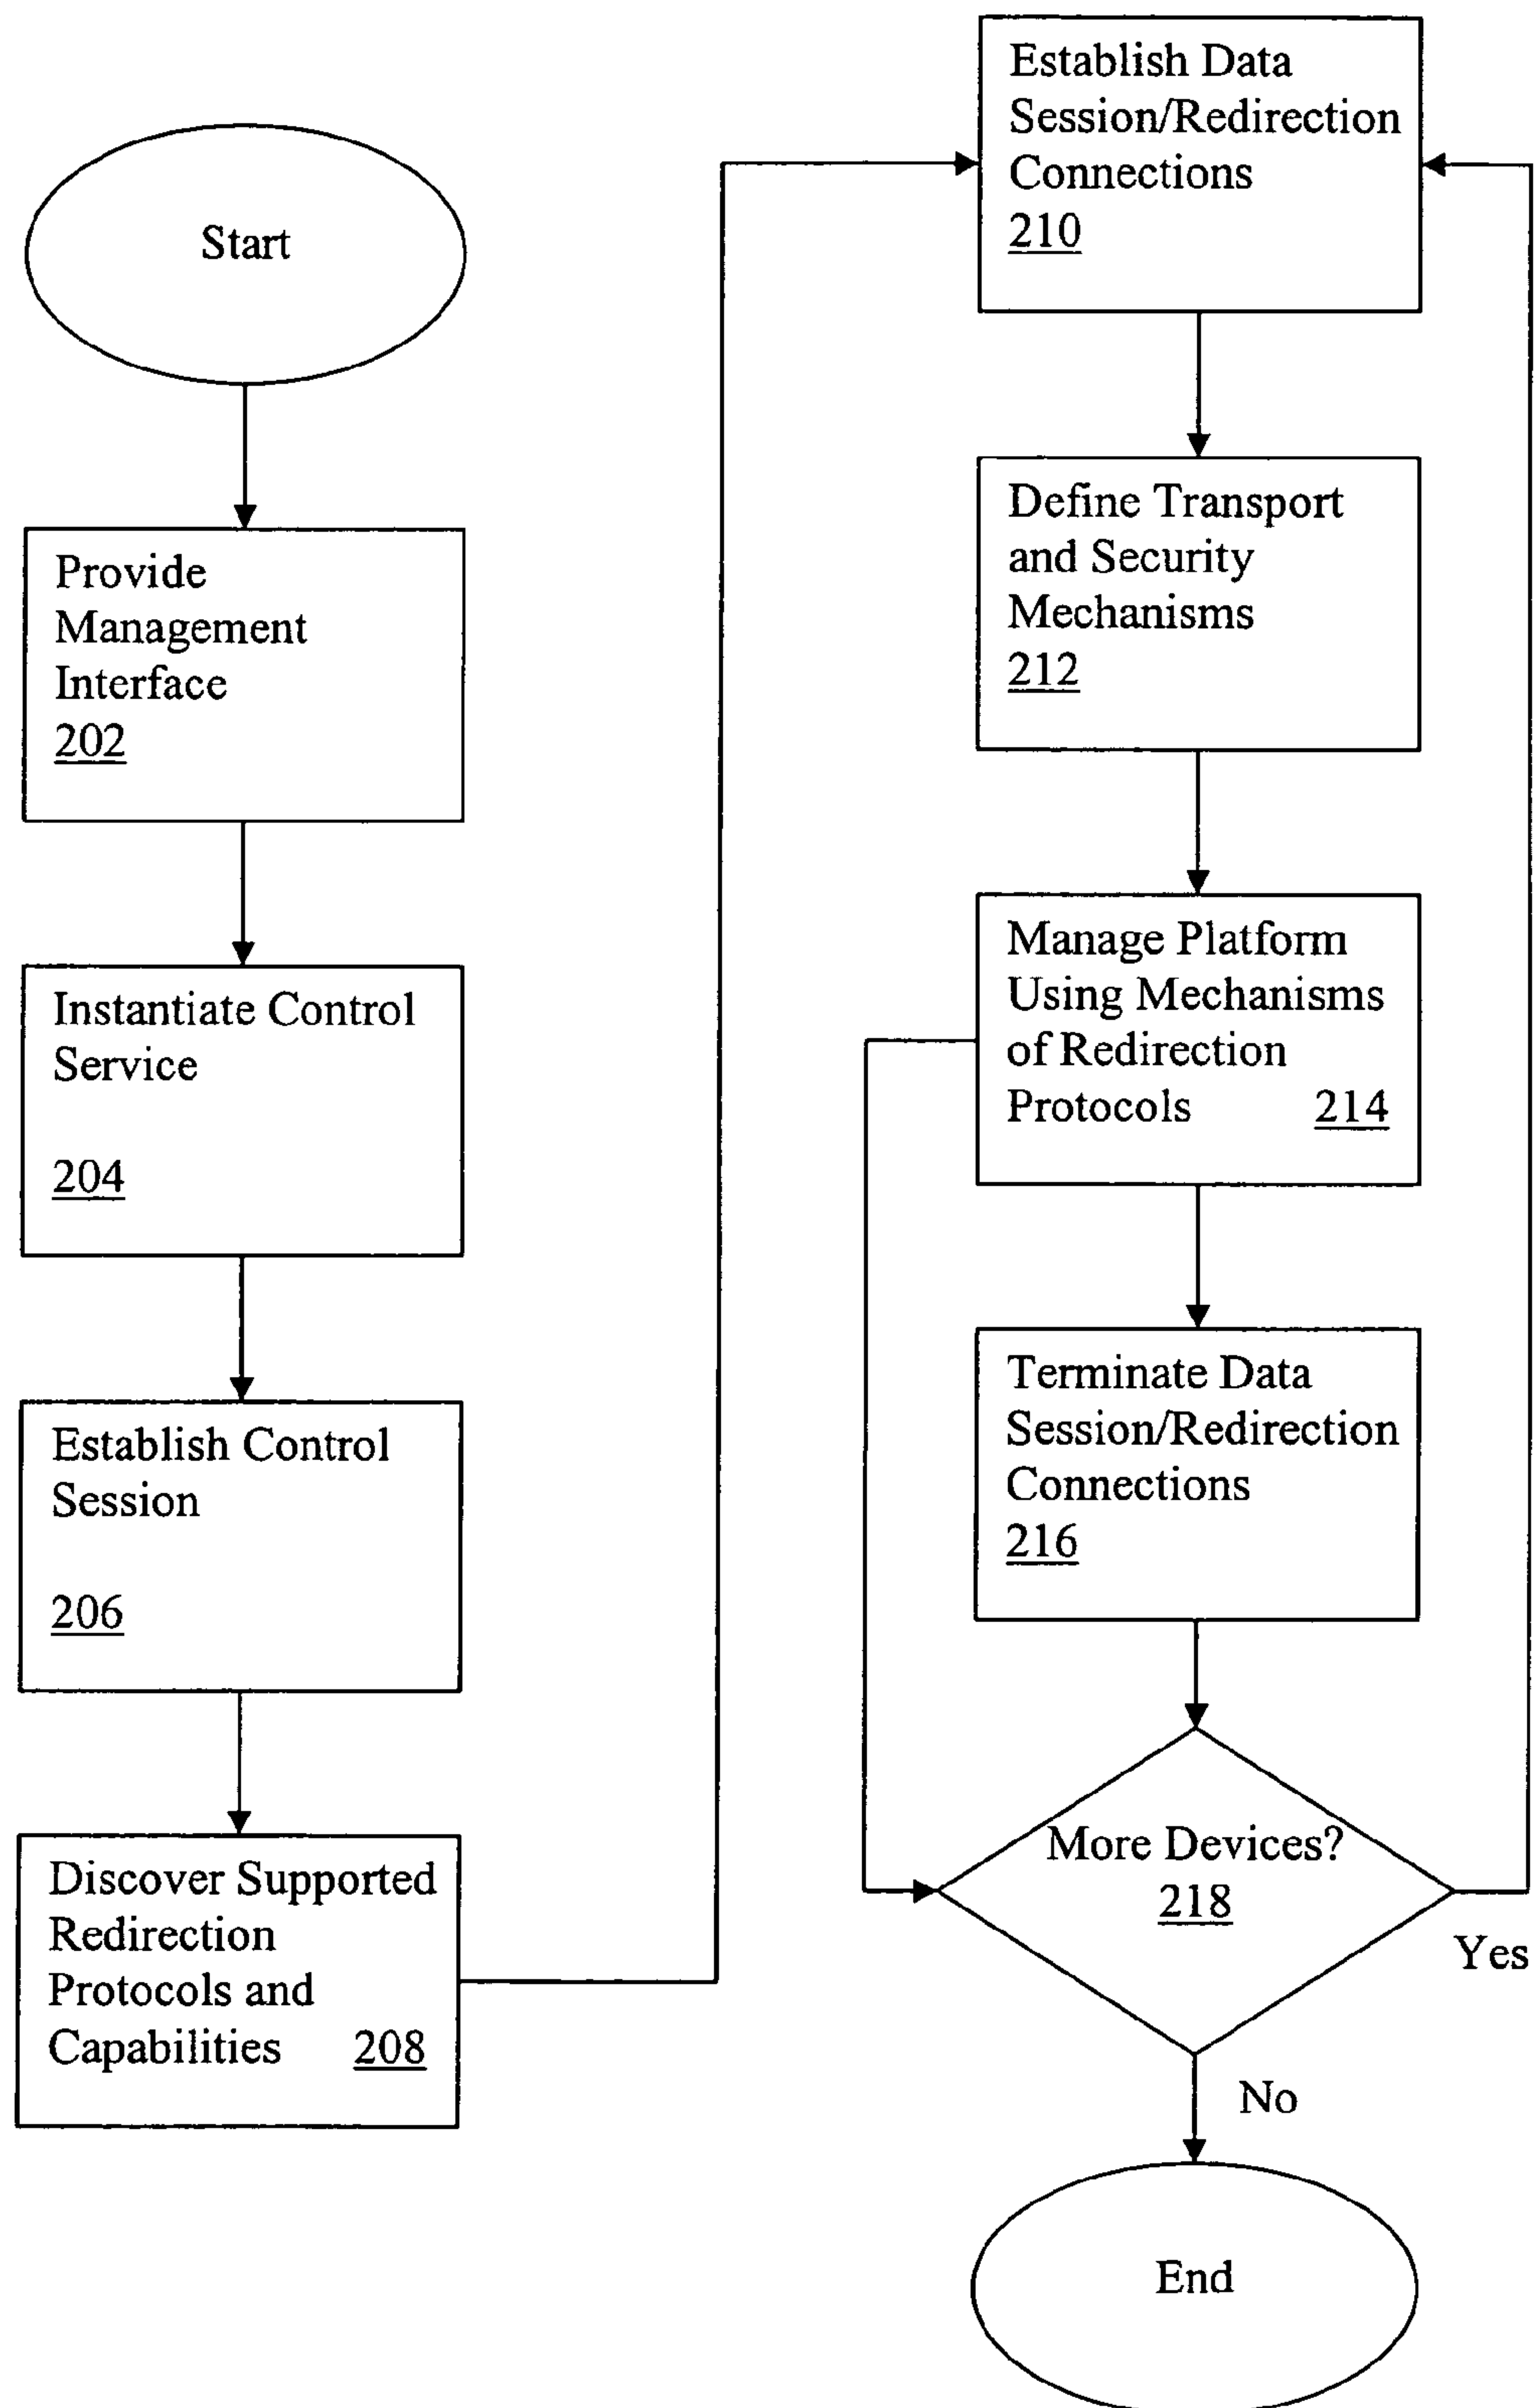 Start
Provide
Management
Interface
202
Instantiate Control
Service
204
Establish Control
Session
206
Discover Supported
Redirection
Protocols and
Capabilities 208
Establish Data
Session/Redirection
Connections
210
Define Transport
and Security
Mechanisms
212
Manage Platform
Using Mechanisms
of Redirection
Protocols 214
Terminate Data
Session/Redirection
Connections
216
More Devices?
218
Yes
No
End